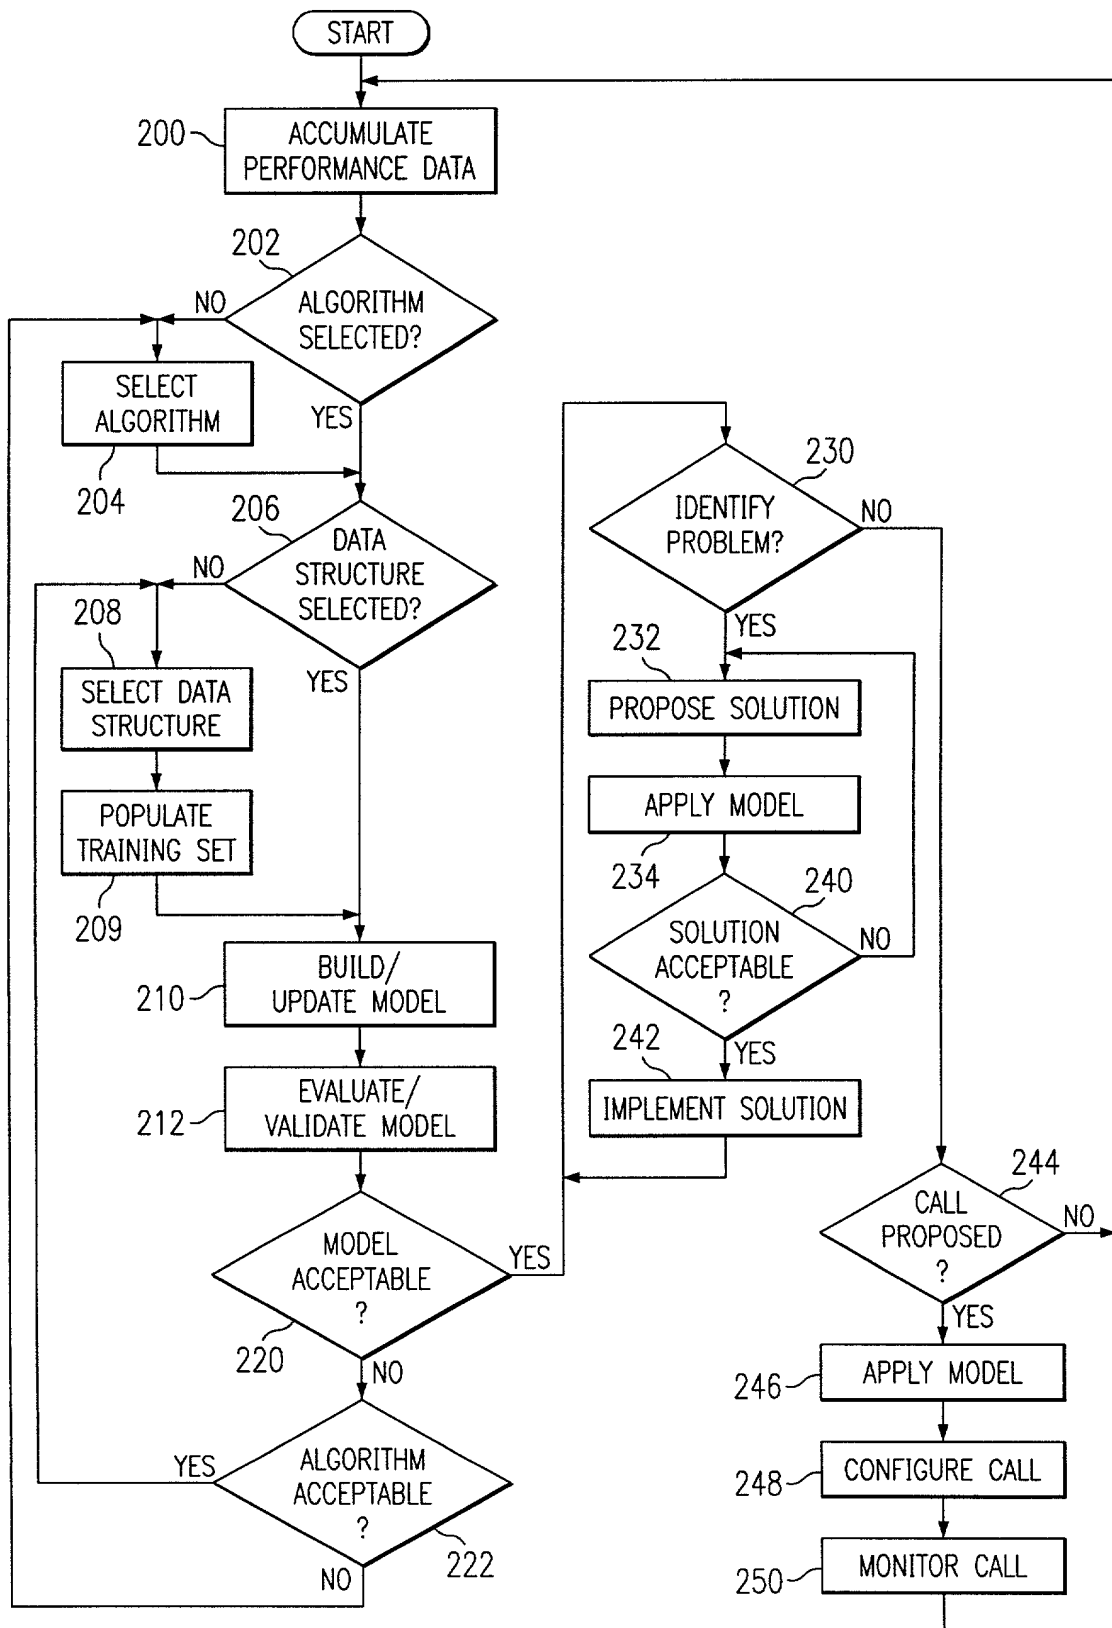 START
200
ACCUMULATE
PERFORMANCE DATA
202
ALGORITHM
SELECTED?
NO
YES
SELECT
ALGORITHM
204
206
DATA
STRUCTURE
SELECTED?
NO
YES
208
SELECT DATA
STRUCTURE
POPULATE
TRAINING SET
209
210
BUILD/
UPDATE MODEL
212
EVALUATE/
VALIDATE MODEL
MODEL
ACCEPTABLE
?
YES
220
NO
ALGORITHM
ACCEPTABLE
?
YES
222
NO
230
IDENTIFY
PROBLEM?
NO
YES
232
PROPOSE SOLUTION
APPLY MODEL
234
240
SOLUTION
ACCEPTABLE
?
NO
YES
242
IMPLEMENT SOLUTION
244
CALL
PROPOSED
?
NO
YES
246
APPLY MODEL
248
CONFIGURE CALL
250
MONITOR CALL